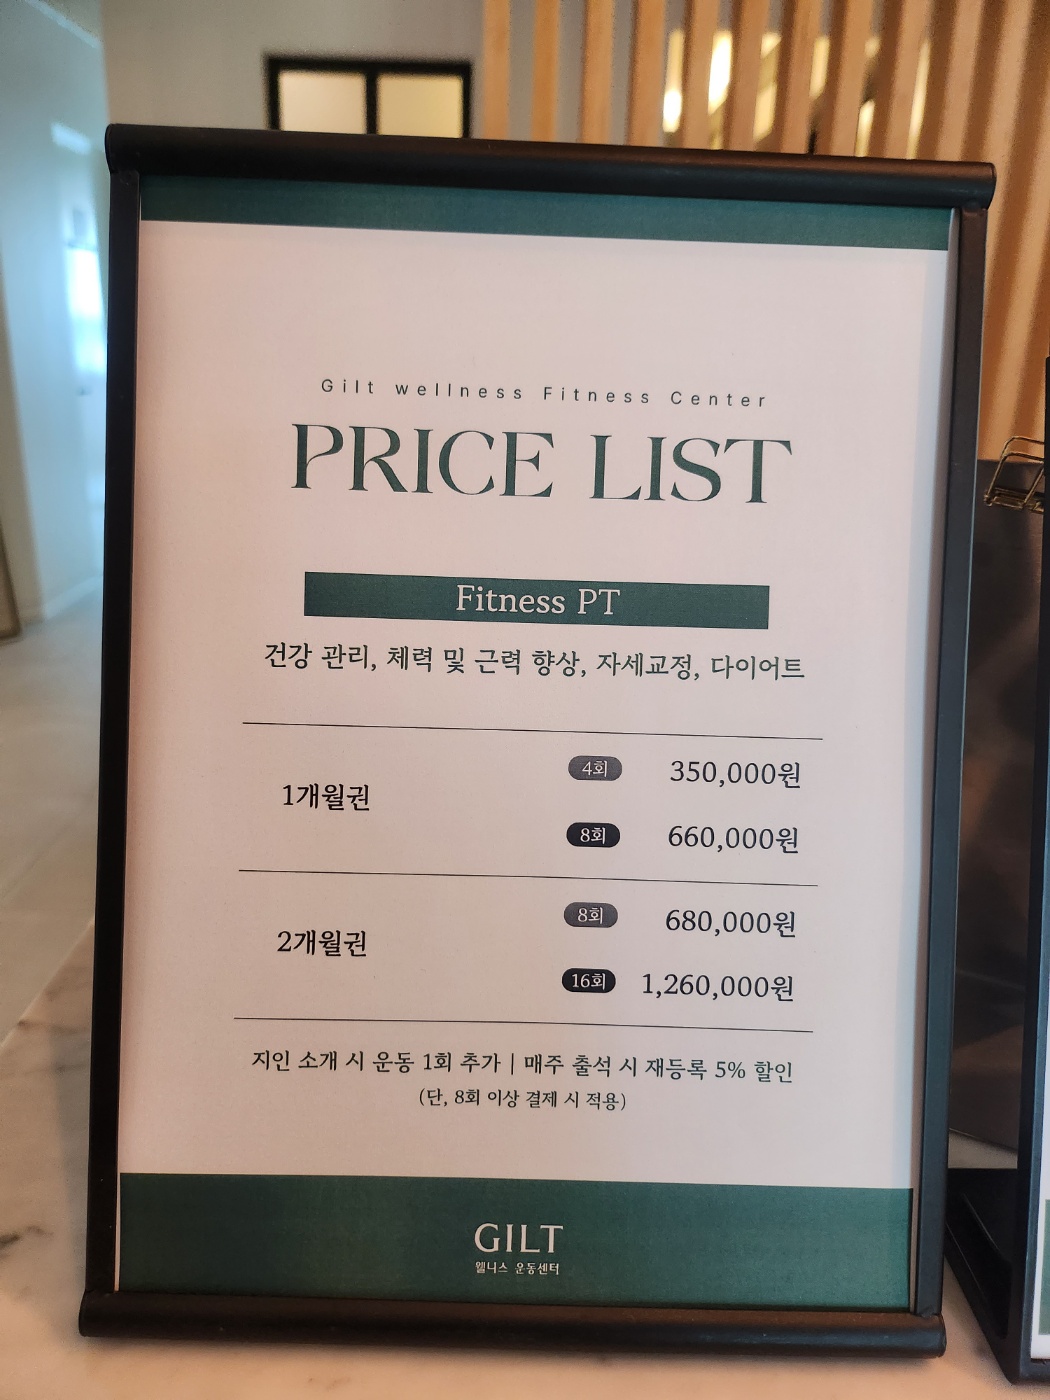 Gilt wellness Fitness Center
PRICE LIST
Fitness PT
건강 관리, 체력 및 근력 향상, 자세교정, 다이어트
1개월권
4회 350,000원
8회 660,000원
2개월권
8회 680,000원
16회 1,260,000원
지인 소개 시 운동 1회 추가 | 매주 출석 시 재등록 5% 할인
(단, 8회 이상 결제 시 적용)
GILT
웰니스 운동센터